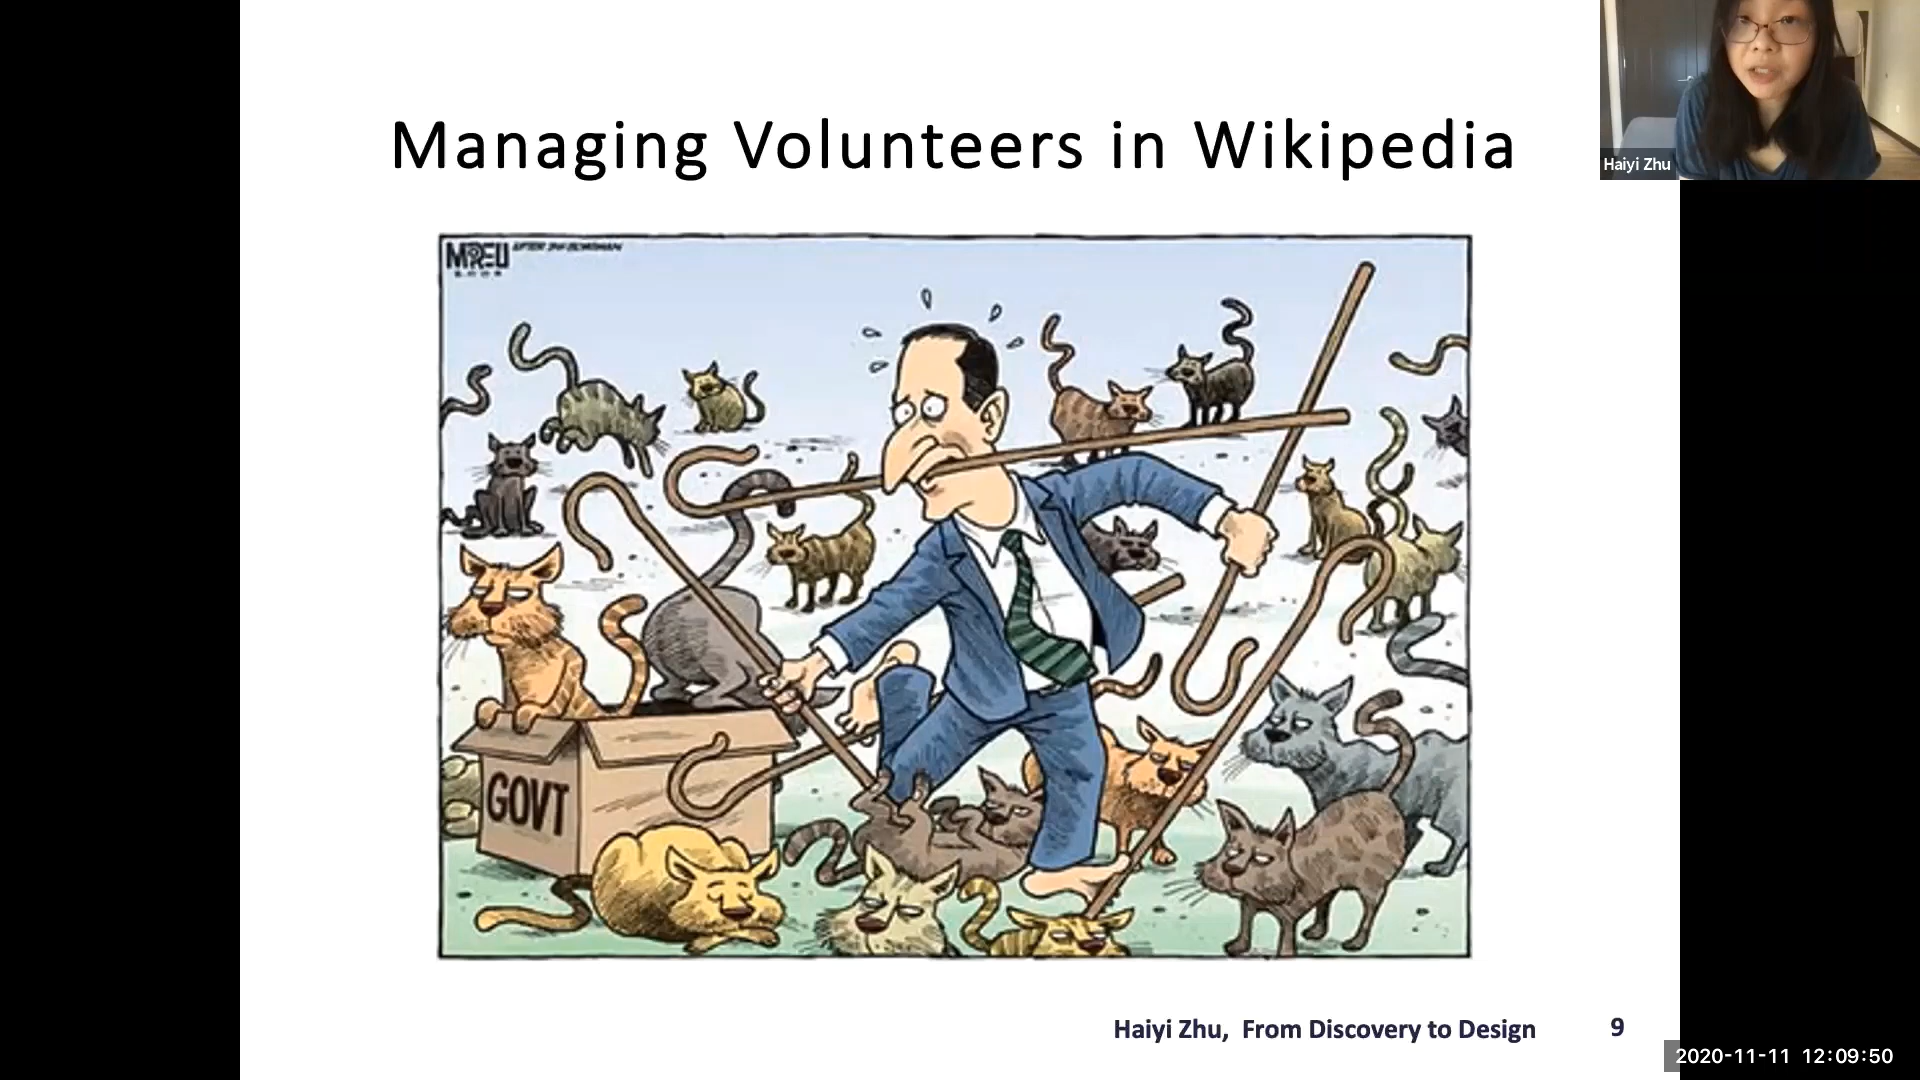 Managing Volunteers in Wikipedia
Haiyi Zhu
GOVT
Haiyi Zhu, From Discovery to Design
9
2020-11-11 12:09:50